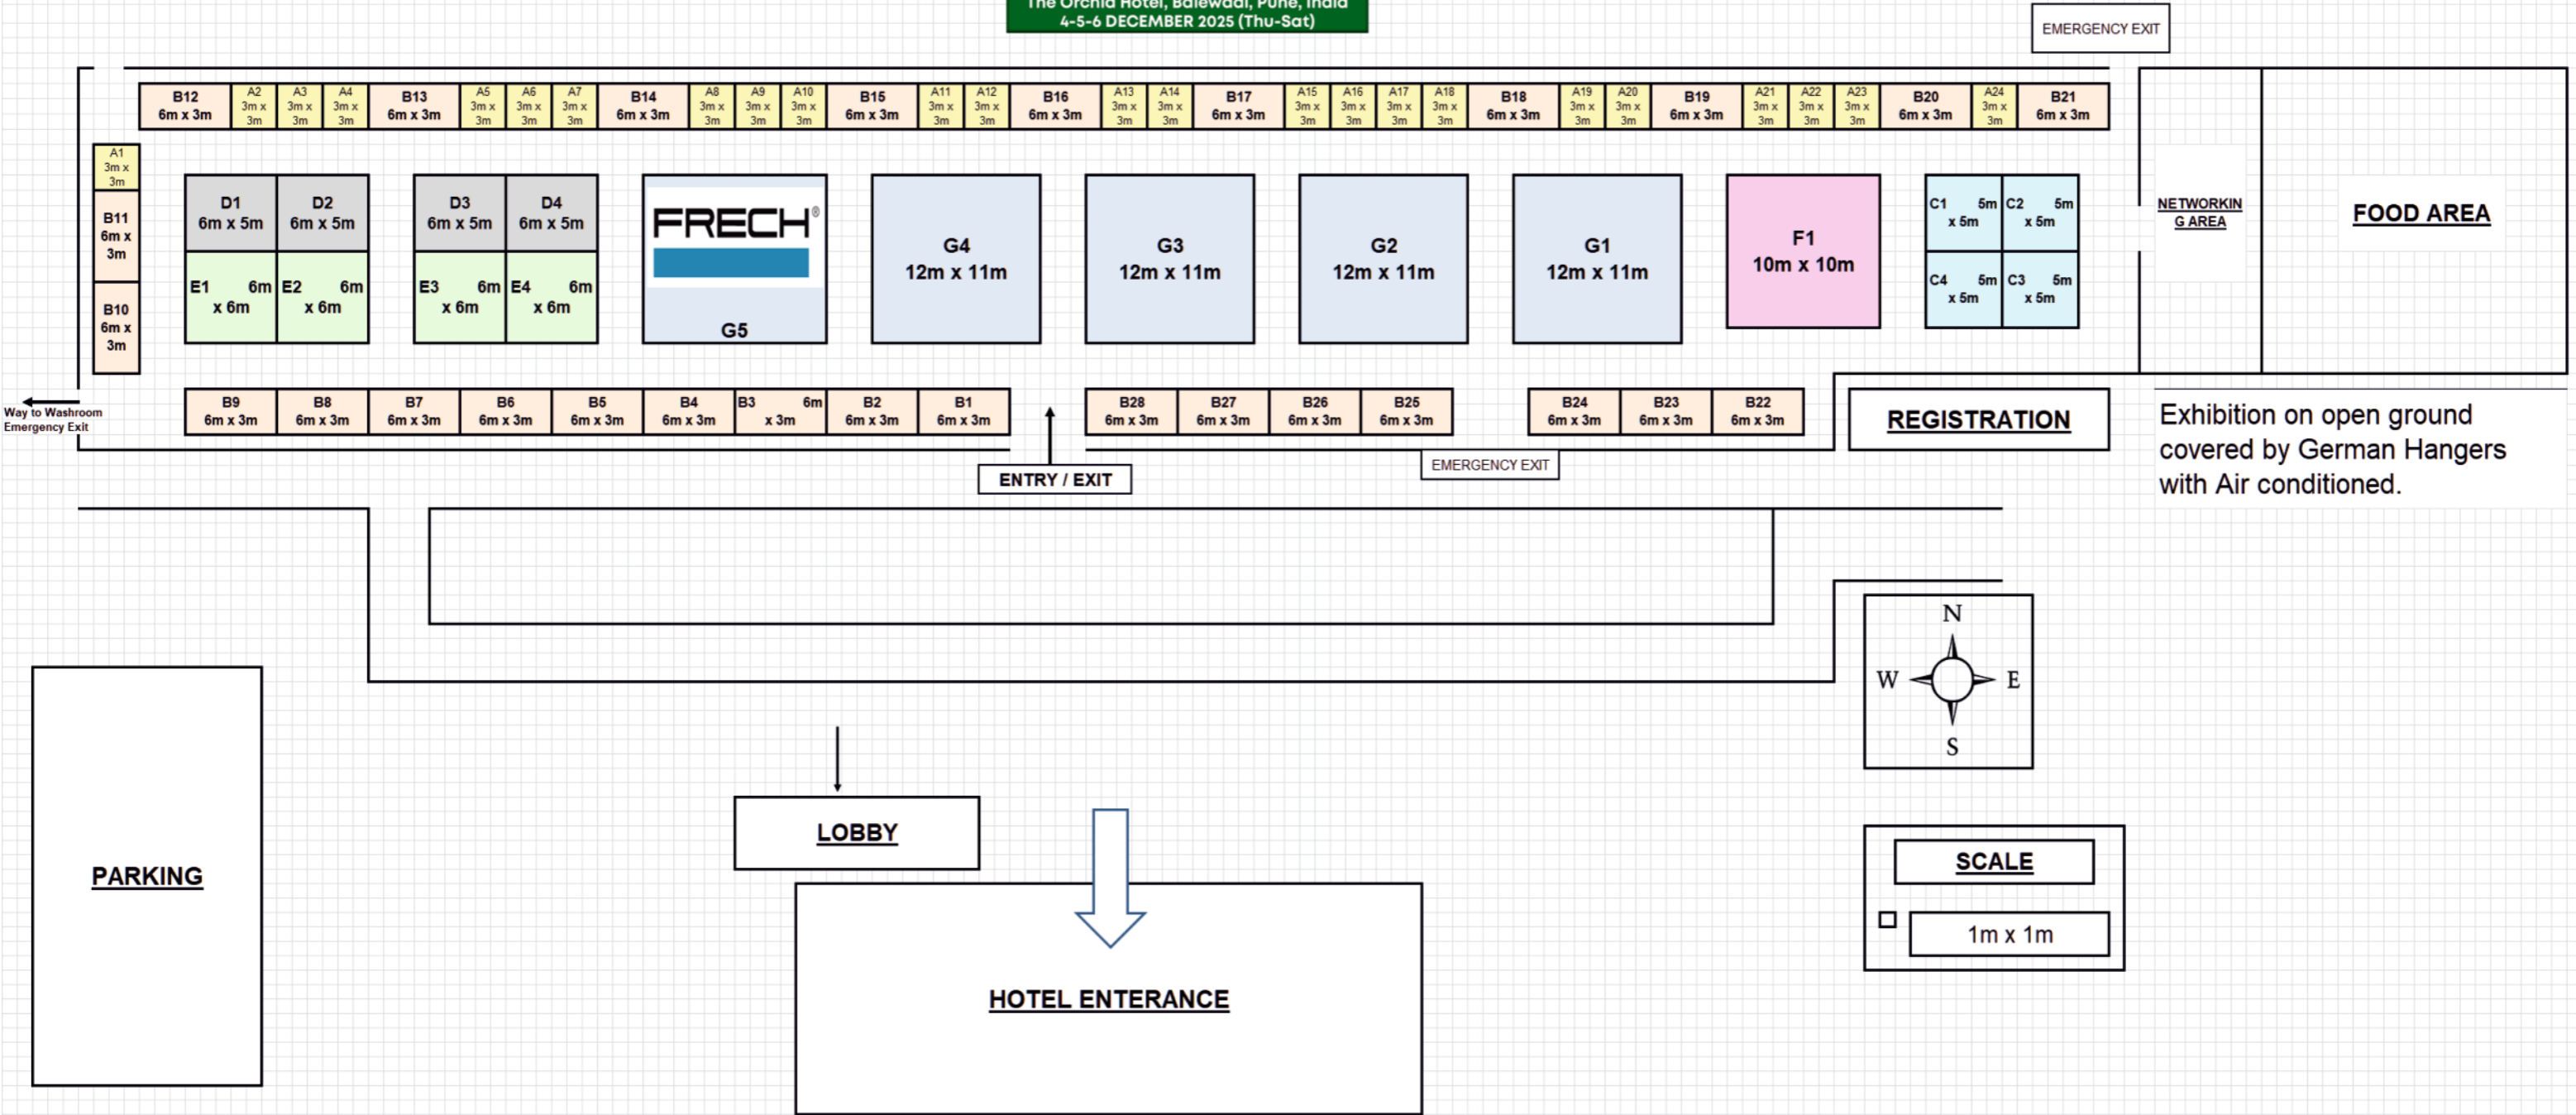 The Orchid Hotel, Balewadi, Pune, India
4-5-6 DECEMBER 2025 (Thu-Sat)
EMERGENCY EXIT
B12
6m x 3m
A2
3m x
3m
A3
3m x
3m
A4
3m x
3m
B13
6m x 3m
A5
3m x
3m
A6
3m x
3m
A7
3m x
3m
B14
6m x 3m
A8
3m x
3m
A9
3m x
3m
A10
3m x
3m
B15
6m x 3m
A11
3m x
3m
A12
3m x
3m
B16
6m x 3m
A13
3m x
3m
A14
3m x
3m
B17
6m x 3m
A15
3m x
3m
A16
3m x
3m
A17
3m x
3m
A18
3m x
3m
B18
6m x 3m
A19
3m x
3m
A20
3m x
3m
B19
6m x 3m
A21
3m x
3m
A22
3m x
3m
A23
3m x
3m
B20
6m x 3m
A24
3m x
3m
B21
6m x 3m
A1
3m x
3m
B11
6m x
3m
B10
6m x
3m
D1
6m x 5m
D2
6m x 5m
E1 6m
x 6m
E2 6m
x 6m
D3
6m x 5m
D4
6m x 5m
E3 6m
x 6m
E4 6m
x 6m
FRECH®
G5
G4
12m x 11m
G3
12m x 11m
G2
12m x 11m
G1
12m x 11m
F1
10m x 10m
C1 5m
x 5m
C2 5m
x 5m
C4 5m
x 5m
C3 5m
x 5m
NETWORKIN
G AREA
FOOD AREA
Way to Washroom
Emergency Exit
B9
6m x 3m
B8
6m x 3m
B7
6m x 3m
B6
6m x 3m
B5
6m x 3m
B4
6m x 3m
B3 6m
x 3m
B2
6m x 3m
B1
6m x 3m
B28
6m x 3m
B27
6m x 3m
B26
6m x 3m
B25
6m x 3m
B24
6m x 3m
B23
6m x 3m
B22
6m x 3m
REGISTRATION
Exhibition on open ground
covered by German Hangers
with Air conditioned.
ENTRY / EXIT
EMERGENCY EXIT
N
W E
S
LOBBY
PARKING
HOTEL ENTERANCE
SCALE
1m x 1m